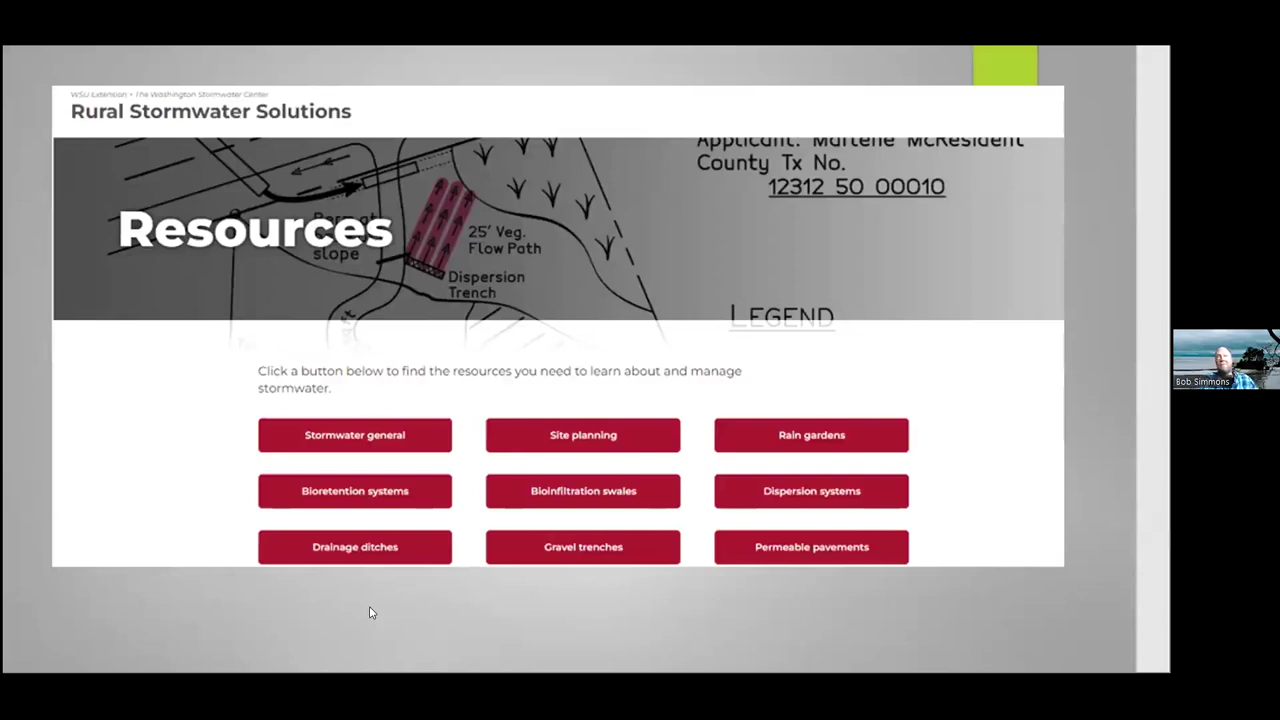 WSU Extension • The Washington Stormwater Center
Rural Stormwater Solutions
Applicant: Marlene McResident
County Tx No.
12312 50 00010
Resources
slope
25' Veg.
Flow Path
Dispersion
Trench
LEGEND
Click a button below to find the resources you need to learn about and manage
stormwater.
Stormwater general
Site planning
Rain gardens
Bioretention systems
Bioinfiltration swales
Dispersion systems
Drainage ditches
Gravel trenches
Permeable pavements
Bob Simmons